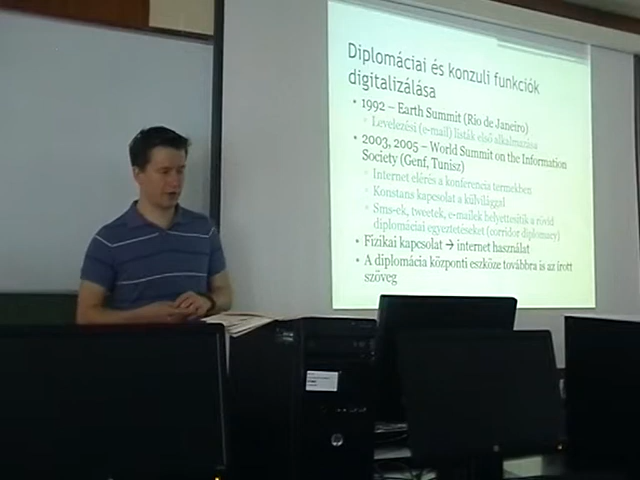 Diplomáciai és konzuli funkciók
digitalizálása
• 1992 – Earth Summit (Rio de Janeiro)
◦ Levelezési (e-mail) listák első alkalmazása
• 2003, 2005 – World Summit on the Information
Society (Genf, Tunisz)
◦ Internet elérés a konferencia termekben
◦ Konstans kapcsolat a külvilággal
◦ Sms-ek, tweetek, e-mailek helyettesítik a rövid
diplomáciai egyeztetéseket (corridor diplomacy)
• Fizikai kapcsolat → internet használat
• A diplomácia központi eszköze továbbra is az írott
szöveg